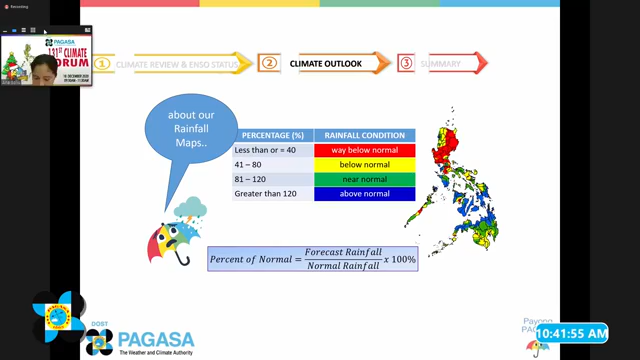 Recording
PAGASA
131ST CLIMATE
FORUM
1 CLIMATE REVIEW & ENSO STATUS
2 CLIMATE OUTLOOK
3 SUMMARY
about our
Rainfall
Maps..
PERCENTAGE (%) RAINFALL CONDITION
Less than or = 40 way below normal
41 – 80 below normal
81 – 120 near normal
Greater than 120 above normal
Percent of Normal = Forecast Rainfall / Normal Rainfall x 100%
DOST
PAGASA
The Weather and Climate Authority
Payong
10:41:55 AM